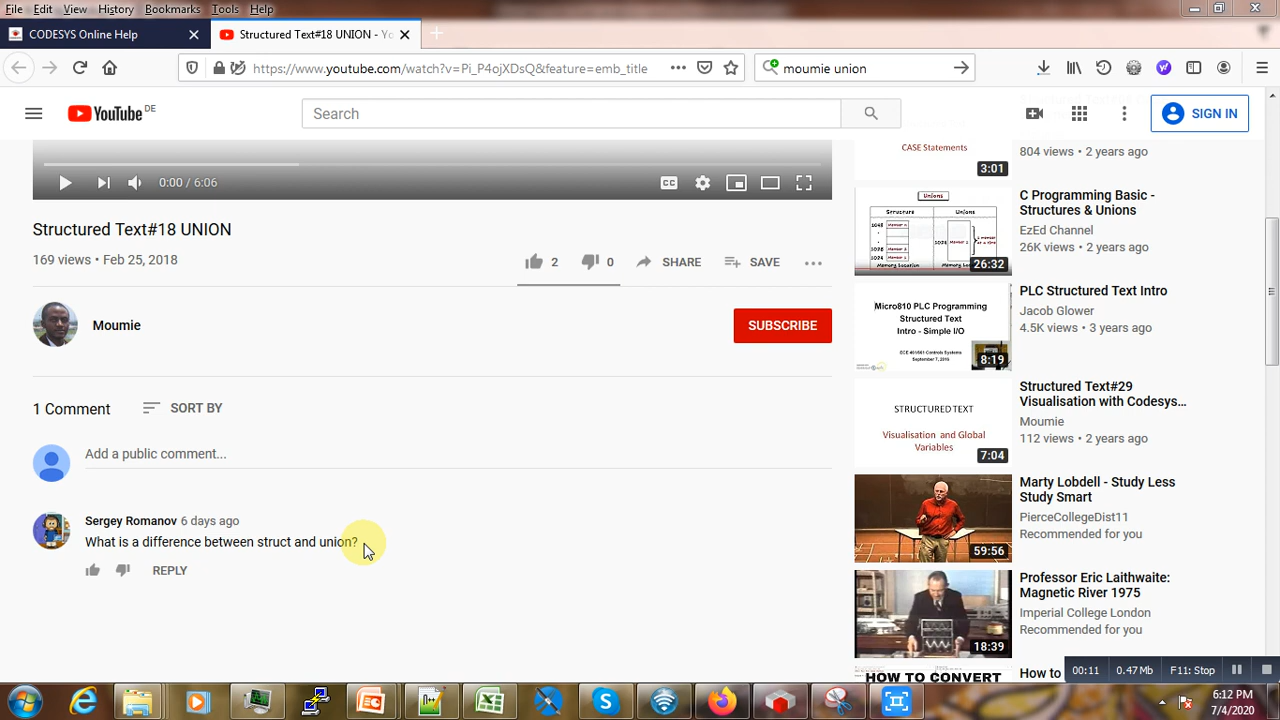 File Edit View History Bookmarks Tools Help
CODESYS Online Help
Structured Text#18 UNION - Yo
https://www.youtube.com/watch?v=Pi_P4ojXDsQ&feature=emb_title
moumie union
YouTube DE
Search
SIGN IN
0:00 / 6:06
CC
Structured Text#18 UNION
169 views • Feb 25, 2018
2
0
SHARE
SAVE
Moumie
SUBSCRIBE
1 Comment
SORT BY
Add a public comment...
Sergey Romanov 6 days ago
What is a difference between struct and union?
REPLY
CASE Statements
3:01
804 views • 2 years ago
Unions
Structure
Unions
26:32
C Programming Basic -
Structures & Unions
EzEd Channel
26K views • 2 years ago
Micro810 PLC Programming
Structured Text
Intro - Simple I/O
September 7, 2016
8:19
PLC Structured Text Intro
Jacob Glower
4.5K views • 3 years ago
STRUCTURED TEXT
Visualisation and Global
Variables
7:04
Structured Text#29
Visualisation with Codesys...
Moumie
112 views • 2 years ago
59:56
Marty Lobdell - Study Less
Study Smart
PierceCollegeDist11
Recommended for you
18:39
Professor Eric Laithwaite:
Magnetic River 1975
Imperial College London
Recommended for you
HOW TO CONVERT
How to
00:11 0.47 Mb F11: Stop
6:12 PM
7/4/2020